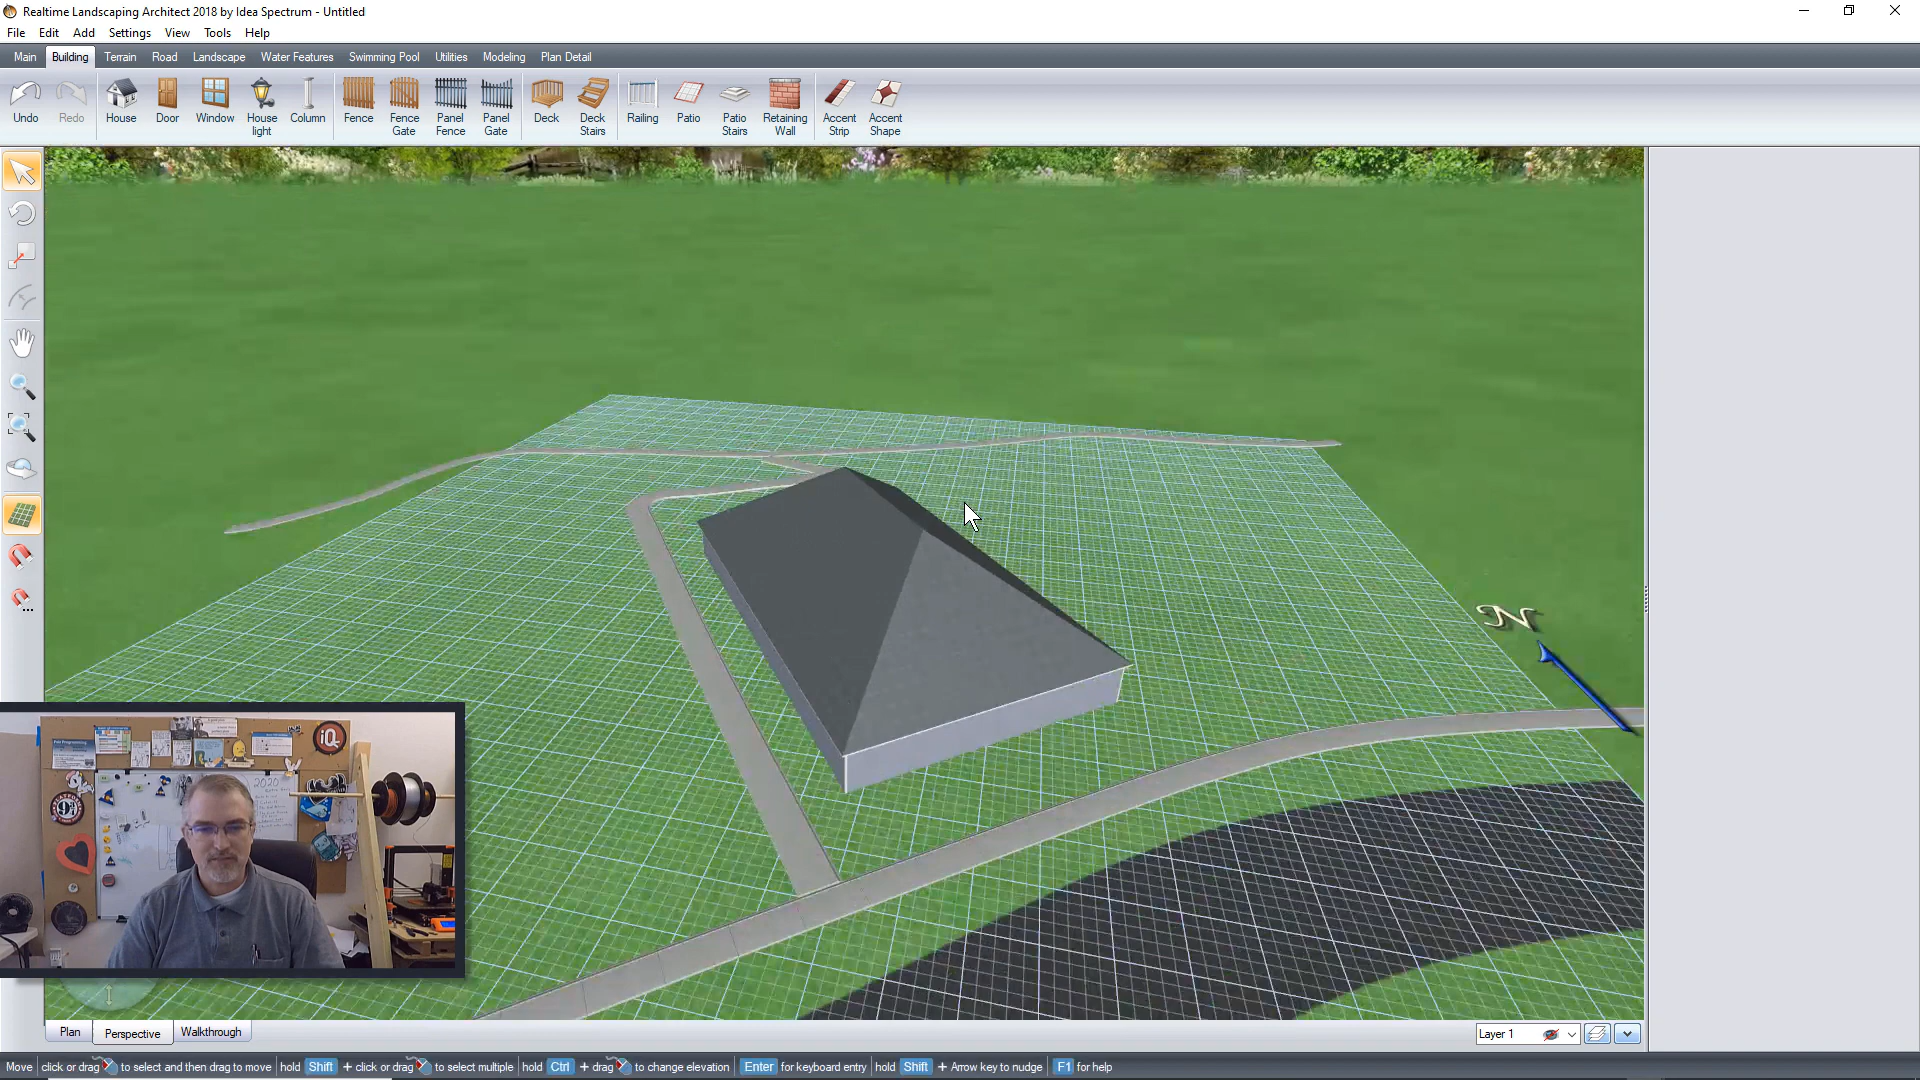 Realtime Landscaping Architect 2018 by Idea Spectrum - Untitled
File Edit Add Settings View Tools Help
Main Building Terrain Road Landscape Water Features Swimming Pool Utilities Modeling Plan Detail
Undo Redo House Door Window House light Column Fence Fence Gate Panel Fence Panel Gate Deck Deck Stairs Railing Patio Patio Stairs Retaining Wall Accent Strip Accent Shape
N
iQ
2020
Plan Perspective Walkthrough
Layer 1
Move click or drag to select and then drag to move hold Shift + click or drag to select multiple hold Ctrl + drag to change elevation Enter for keyboard entry hold Shift + Arrow key to nudge F1 for help